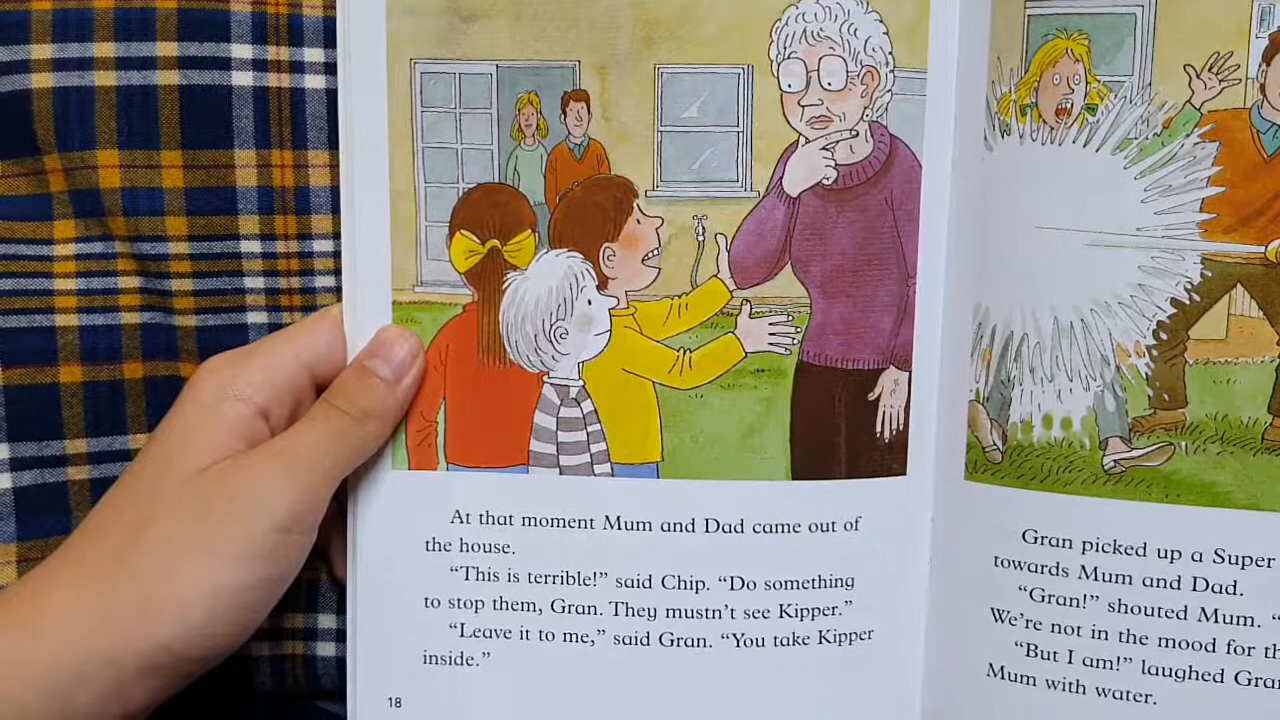 At that moment Mum and Dad came out of
the house.
“This is terrible!” said Chip. “Do something
to stop them, Gran. They mustn’t see Kipper.”
“Leave it to me,” said Gran. “You take Kipper
inside.”
18
Gran picked up a Super
towards Mum and Dad.
“Gran!” shouted Mum. “
We’re not in the mood for
“But I am!” laughed
Mum with water.